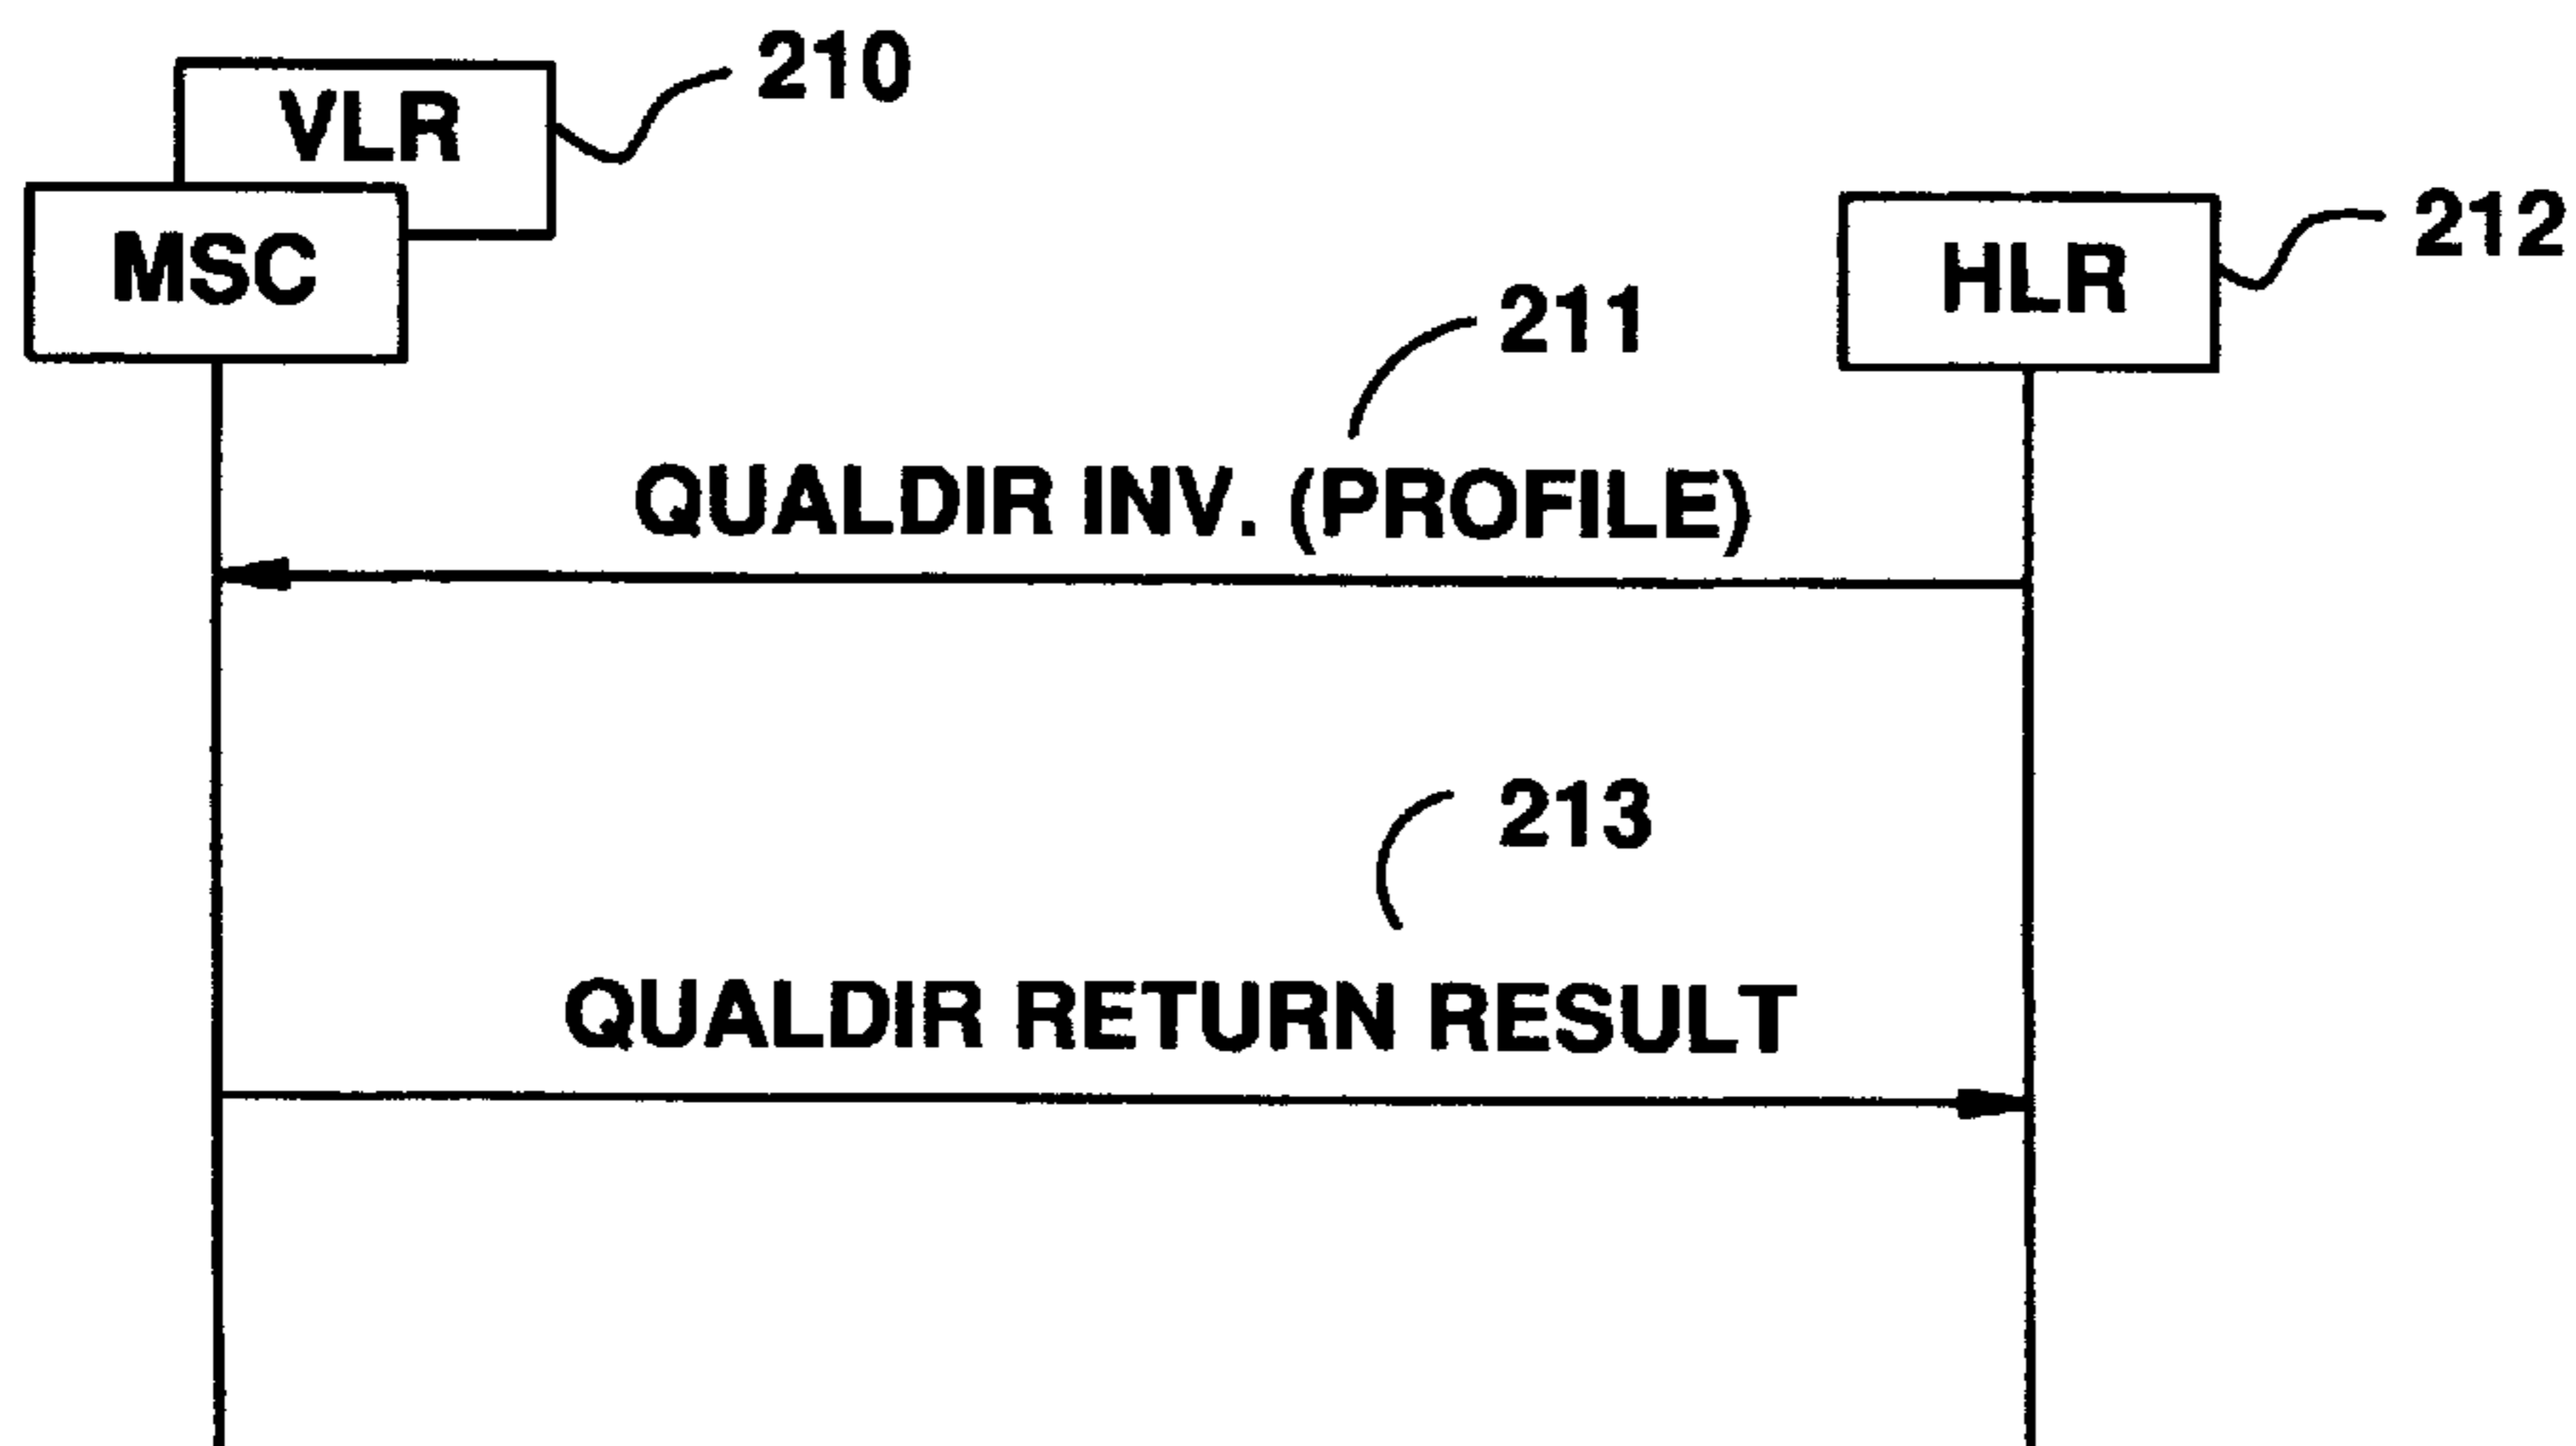 210
VLR
MSC
HLR
212
211
QUALDIR INV. (PROFILE)
213
QUALDIR RETURN RESULT